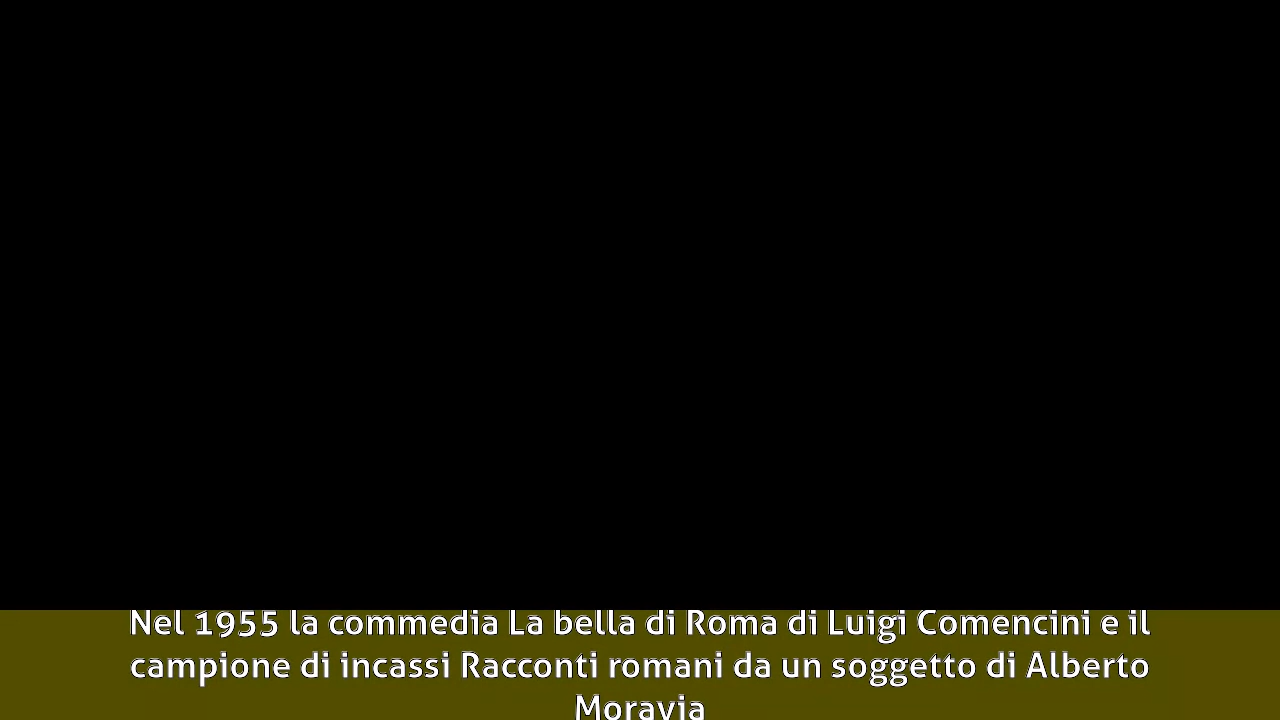 Nel 1955 la commedia La bella di Roma di Luigi Comencini e il
campione di incassi Racconti romani da un soggetto di Alberto
Moravia